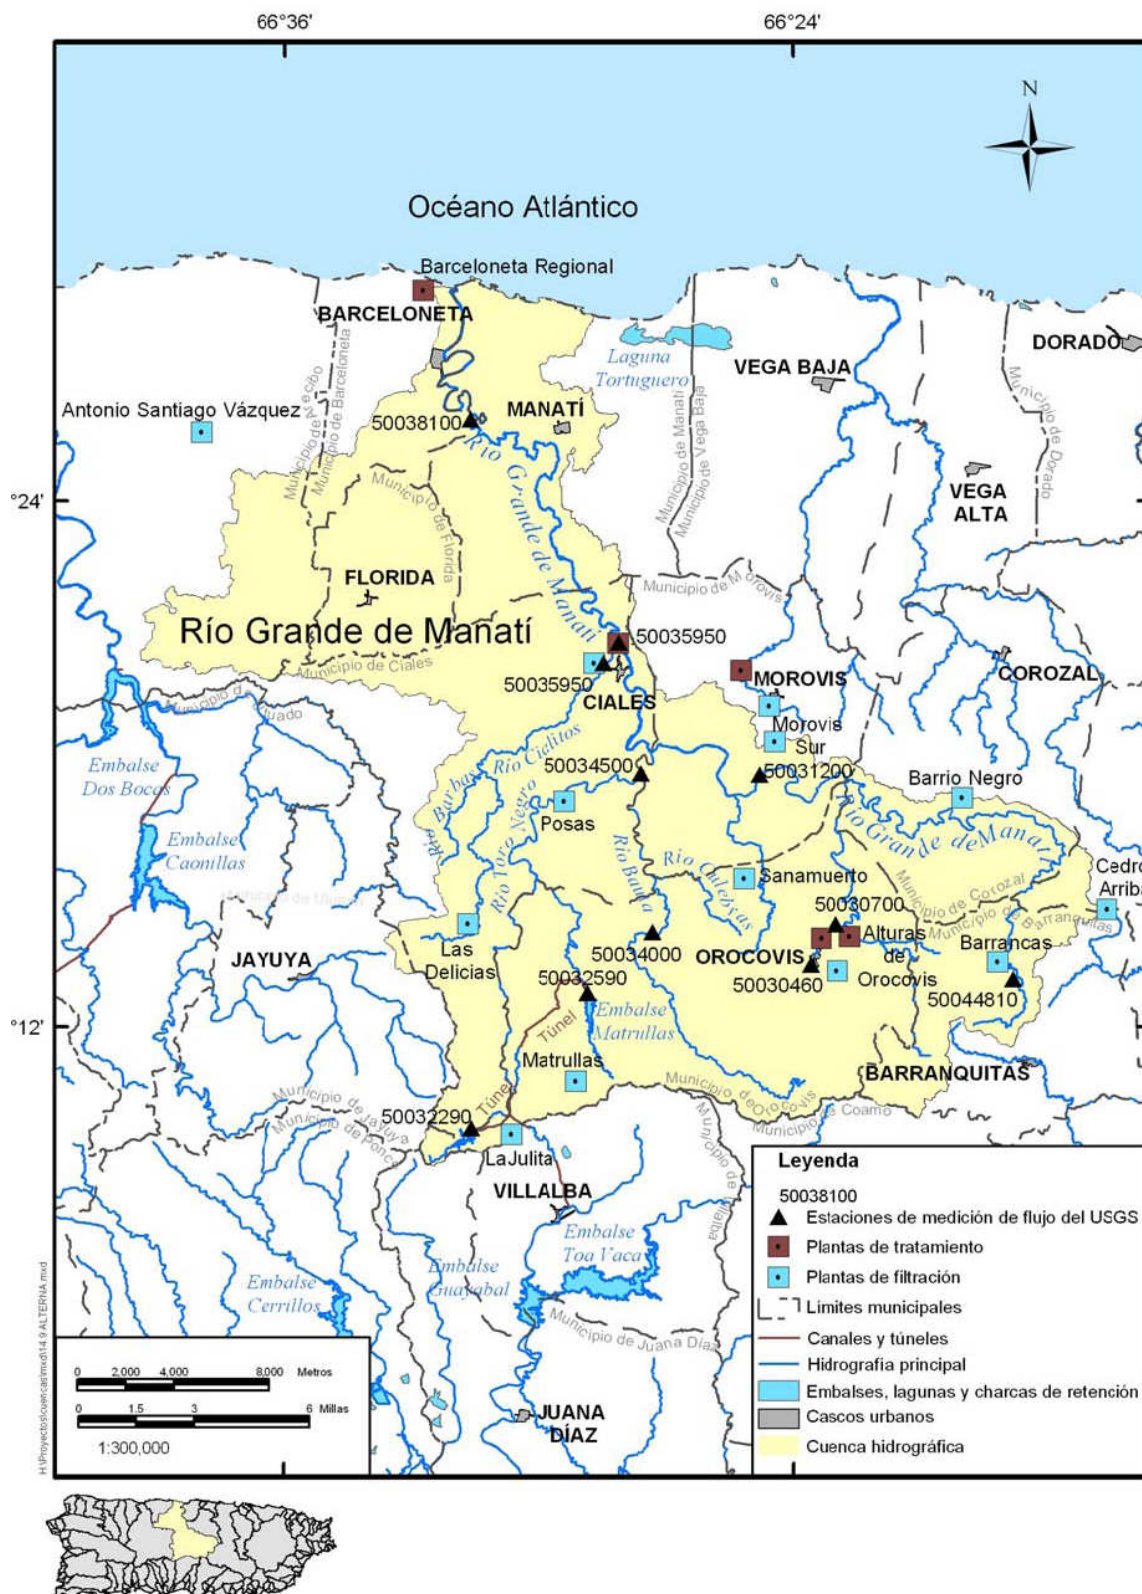 66°36'
66°24'
N
Océano Atlántico
Barceloneta Regional
BARCELONETA
Laguna
Tortuguero
DORADO
VEGA BAJA
Municipio de Barceloneta
Antonio Santiago Vázquez
50038100
MANATÍ
Municipio de Manatí
Municipio de Vega Baja
Municipio de Dorado
VEGA
ALTA
°24'
Río Grande de Manatí
Municipio de Florida
FLORIDA
Municipio de Morovis
Río Grande de Manatí
50035950
Municipio de Ciales
50035950
CIALES
MOROVIS
COROZAL
Morovis
Sur
Río Cielitos
50034500
50031200
Barrio Negro
Embalse
Dos Bocas
Barbas
Río
Posas
Río Toro Negro
Río Grande de Manatí
Embalse
Caonillas
Río Bauta
Sanamuerto
Cedro
Arriba
50030700
Municipio de Corozal
Municipio de Barranquitas
Las
Delicias
JAYUYA
50034000
OROCOVIS
Alturas
de
Orocovis
Barrancas
50032590
50030460
50044810
Embalse
Matrullas
Túnel
°12'
Matrullas
BARRANQUITAS
Municipio de Orocovis
Municipio de Coamo
Municipio de Jayuya
Municipio de Ponce
Túnel
50032290
La Julita
Municipio de Villalba
VILLALBA
Embalse
Toa Vaca
Embalse
Guayabal
Embalse
Cerrillos
Municipio de Juana Díaz
JUANA
DÍAZ
Leyenda
50038100
Estaciones de medición de flujo del USGS
Plantas de tratamiento
Plantas de filtración
Límites municipales
Canales y túneles
Hidrografía principal
Embalses, lagunas y charcas de retención
Cascos urbanos
Cuenca hidrográfica
0 2,000 4,000 8,000 Metros
0 1.5 3 6 Millas
1:300,000